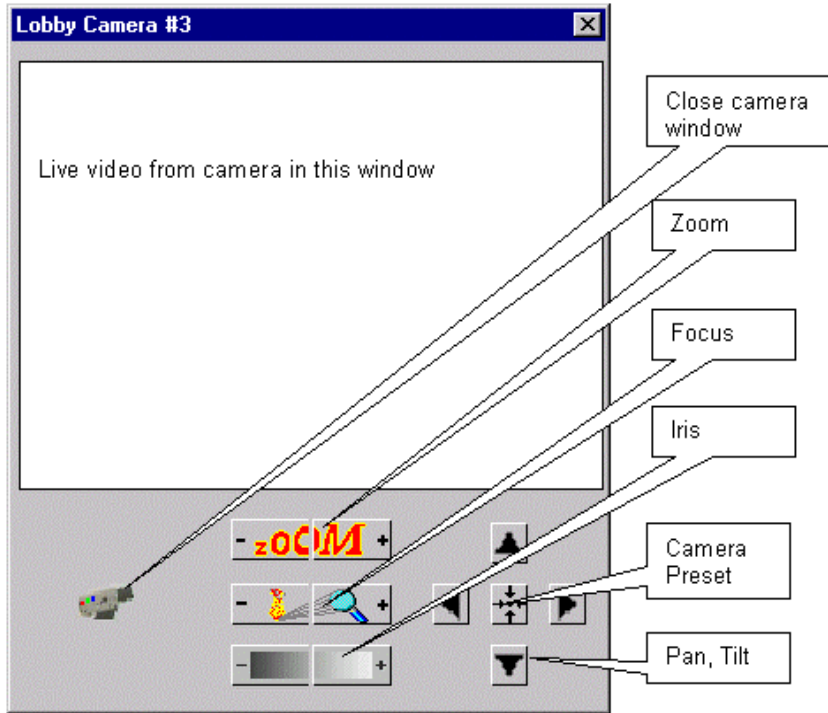 Lobby Camera #3
Close camera
window
Live video from camera in this window
Zoom
Focus
Iris
- zoOM +
Camera
Preset
- +
- +
Pan, Tilt